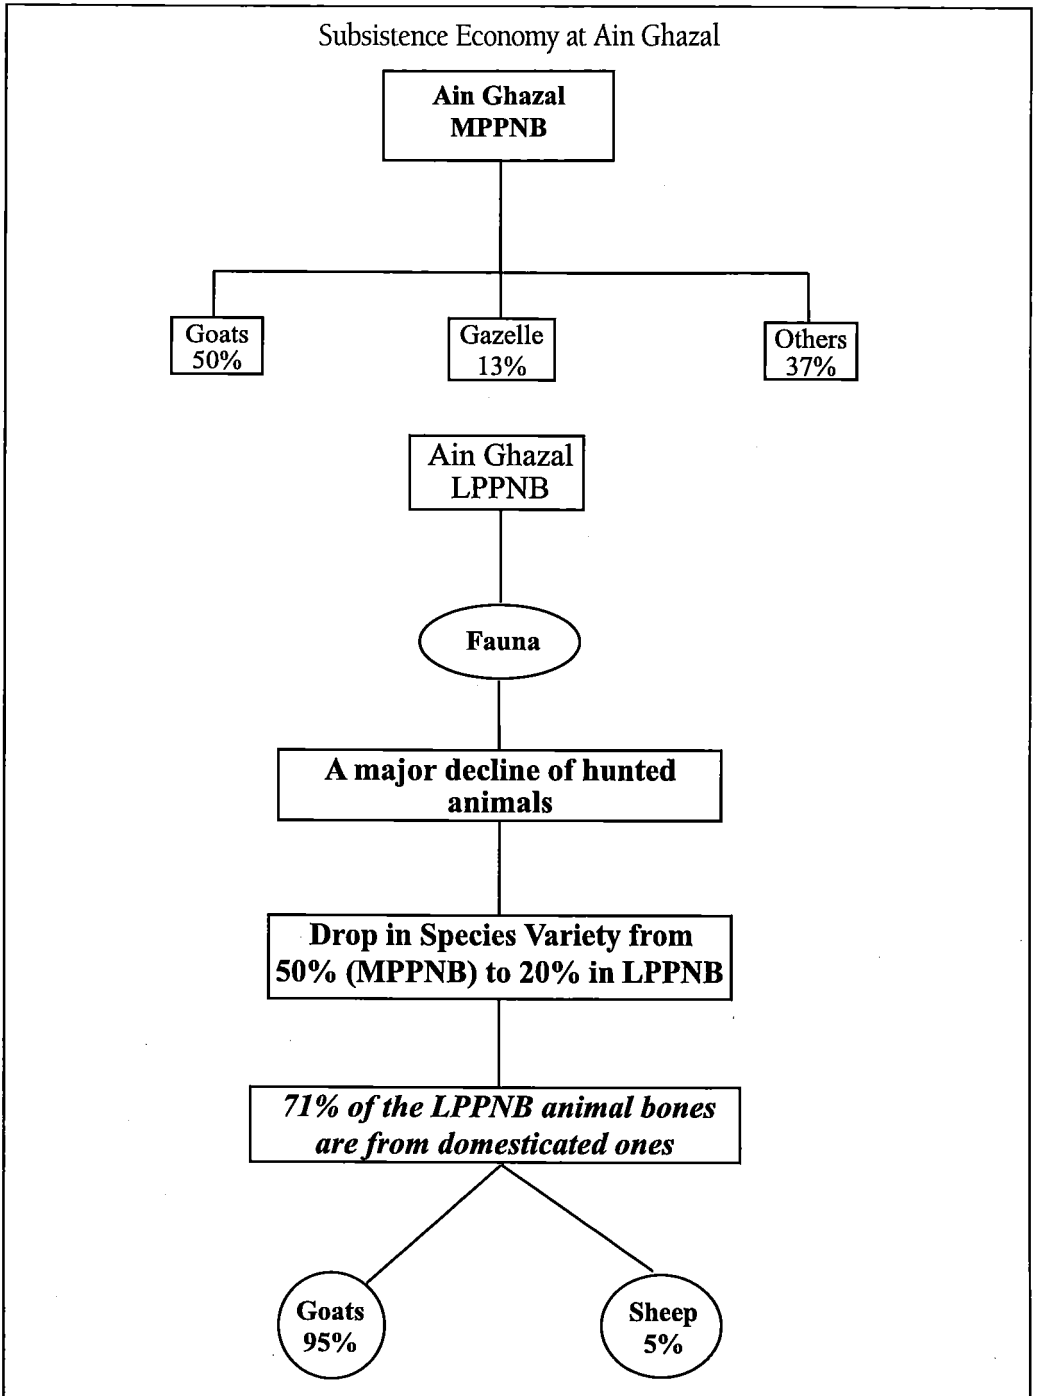 Subsistence Economy at Ain Ghazal
Ain Ghazal
MPPNB
Goats
50%
Gazelle
13%
Others
37%
Ain Ghazal
LPPNB
Fauna
A major decline of hunted
animals
Drop in Species Variety from
50% (MPPNB) to 20% in LPPNB
71% of the LPPNB animal bones
are from domesticated ones
Goats
95%
Sheep
5%